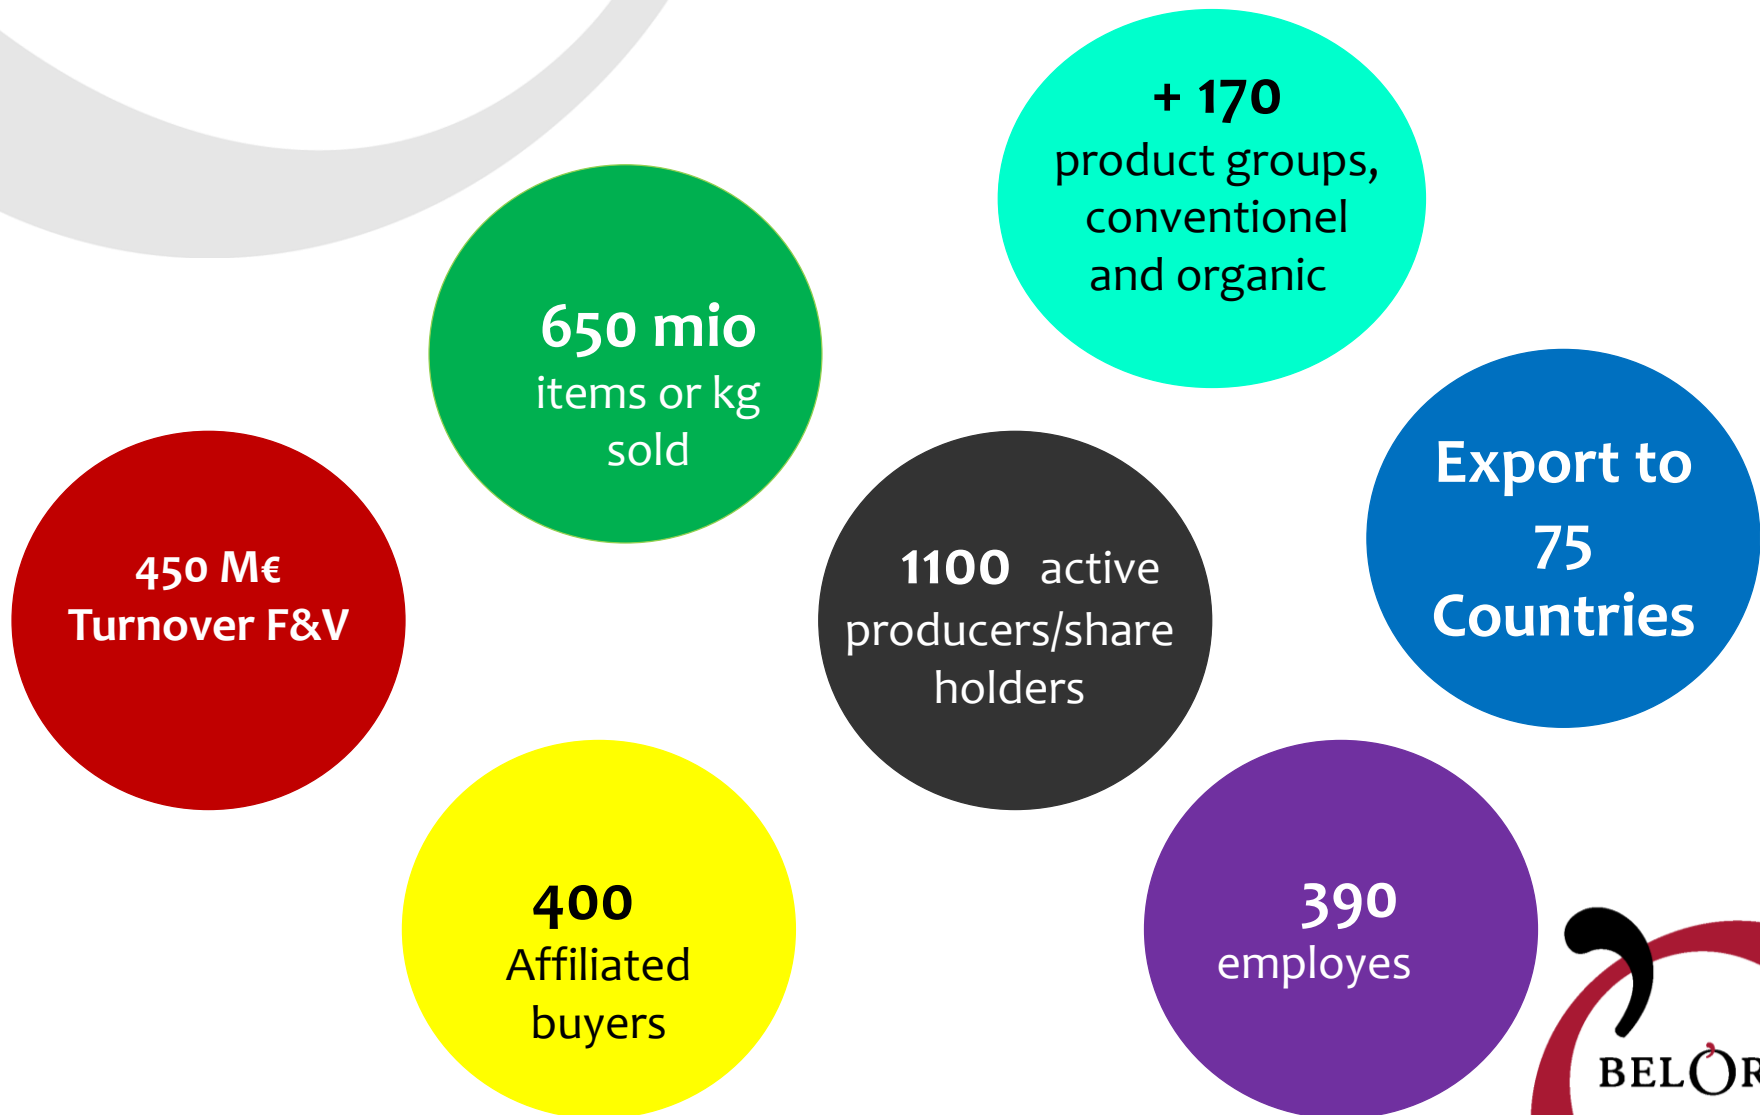 + 170
product groups,
conventionel
and organic
650 mio
items or kg
sold
Export to
75
Countries
450 M€
Turnover F&V
1100 active
producers/share
holders
400
Affiliated
buyers
390
employes
BELOR